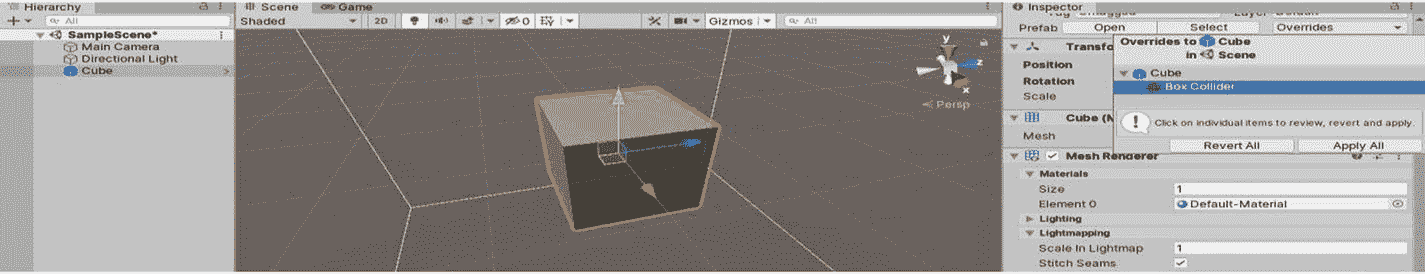 Hierarchy
All
SampleScene*
Main Camera
Directional Light
Cube
Scene
Game
Shaded
2D
0
Gizmos
All
y
z
x
Persp
Inspector
Prefab Open Select Overrides
Transfo
Position
Rotation
Scale
Cube (M
Mesh
Overrides to Cube
in Scene
Cube
Box Collider
Click on individual items to review, revert and apply.
Revert All Apply All
Mesh Renderer
Materials
Size 1
Element 0 Default-Material
Lighting
Lightmapping
Scale In Lightmap 1
Stitch Seams